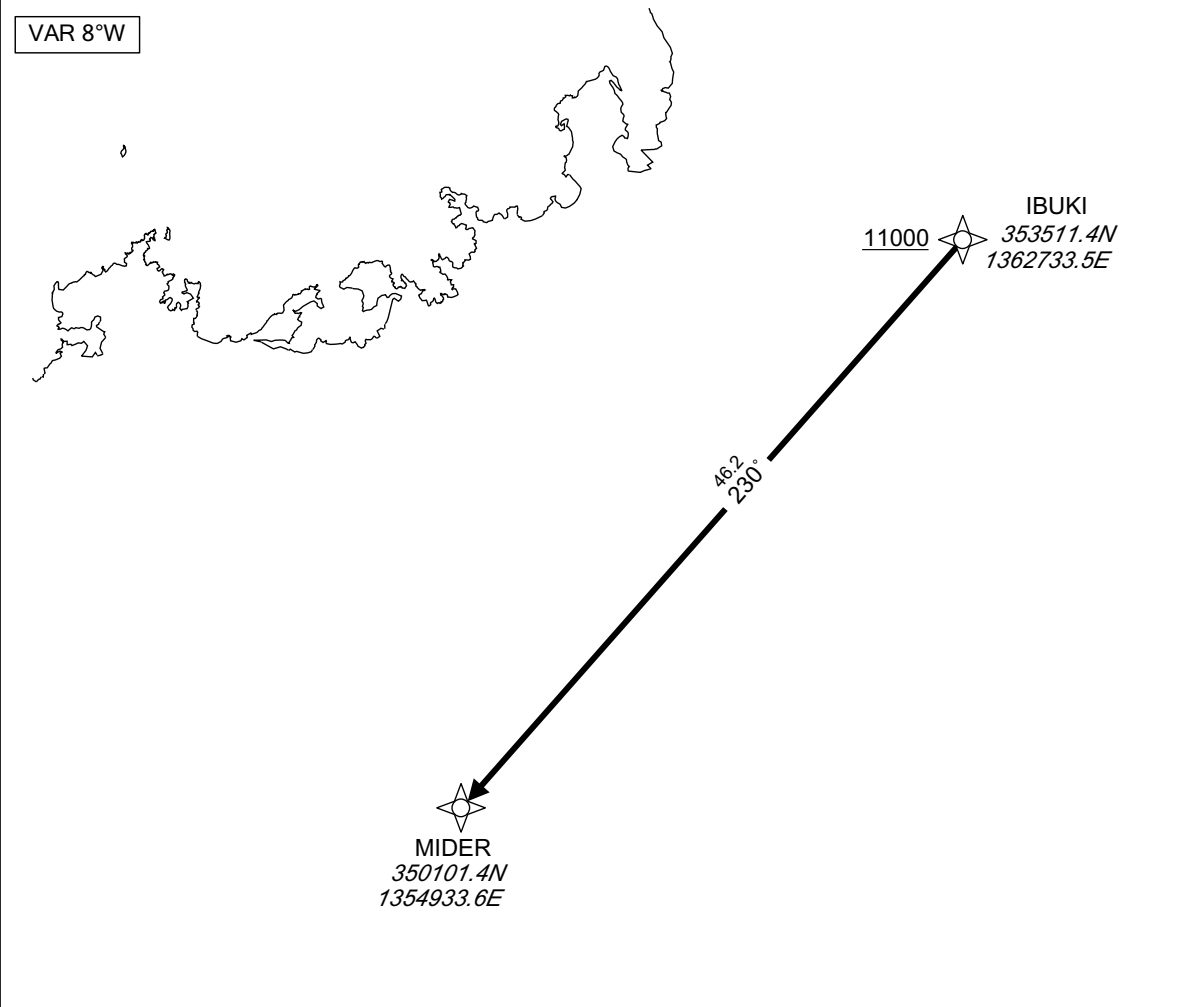 VAR 8°W
IBUKI
11000
353511.4N
1362733.5E
46.2
230°
MIDER
350101.4N
1354933.6E